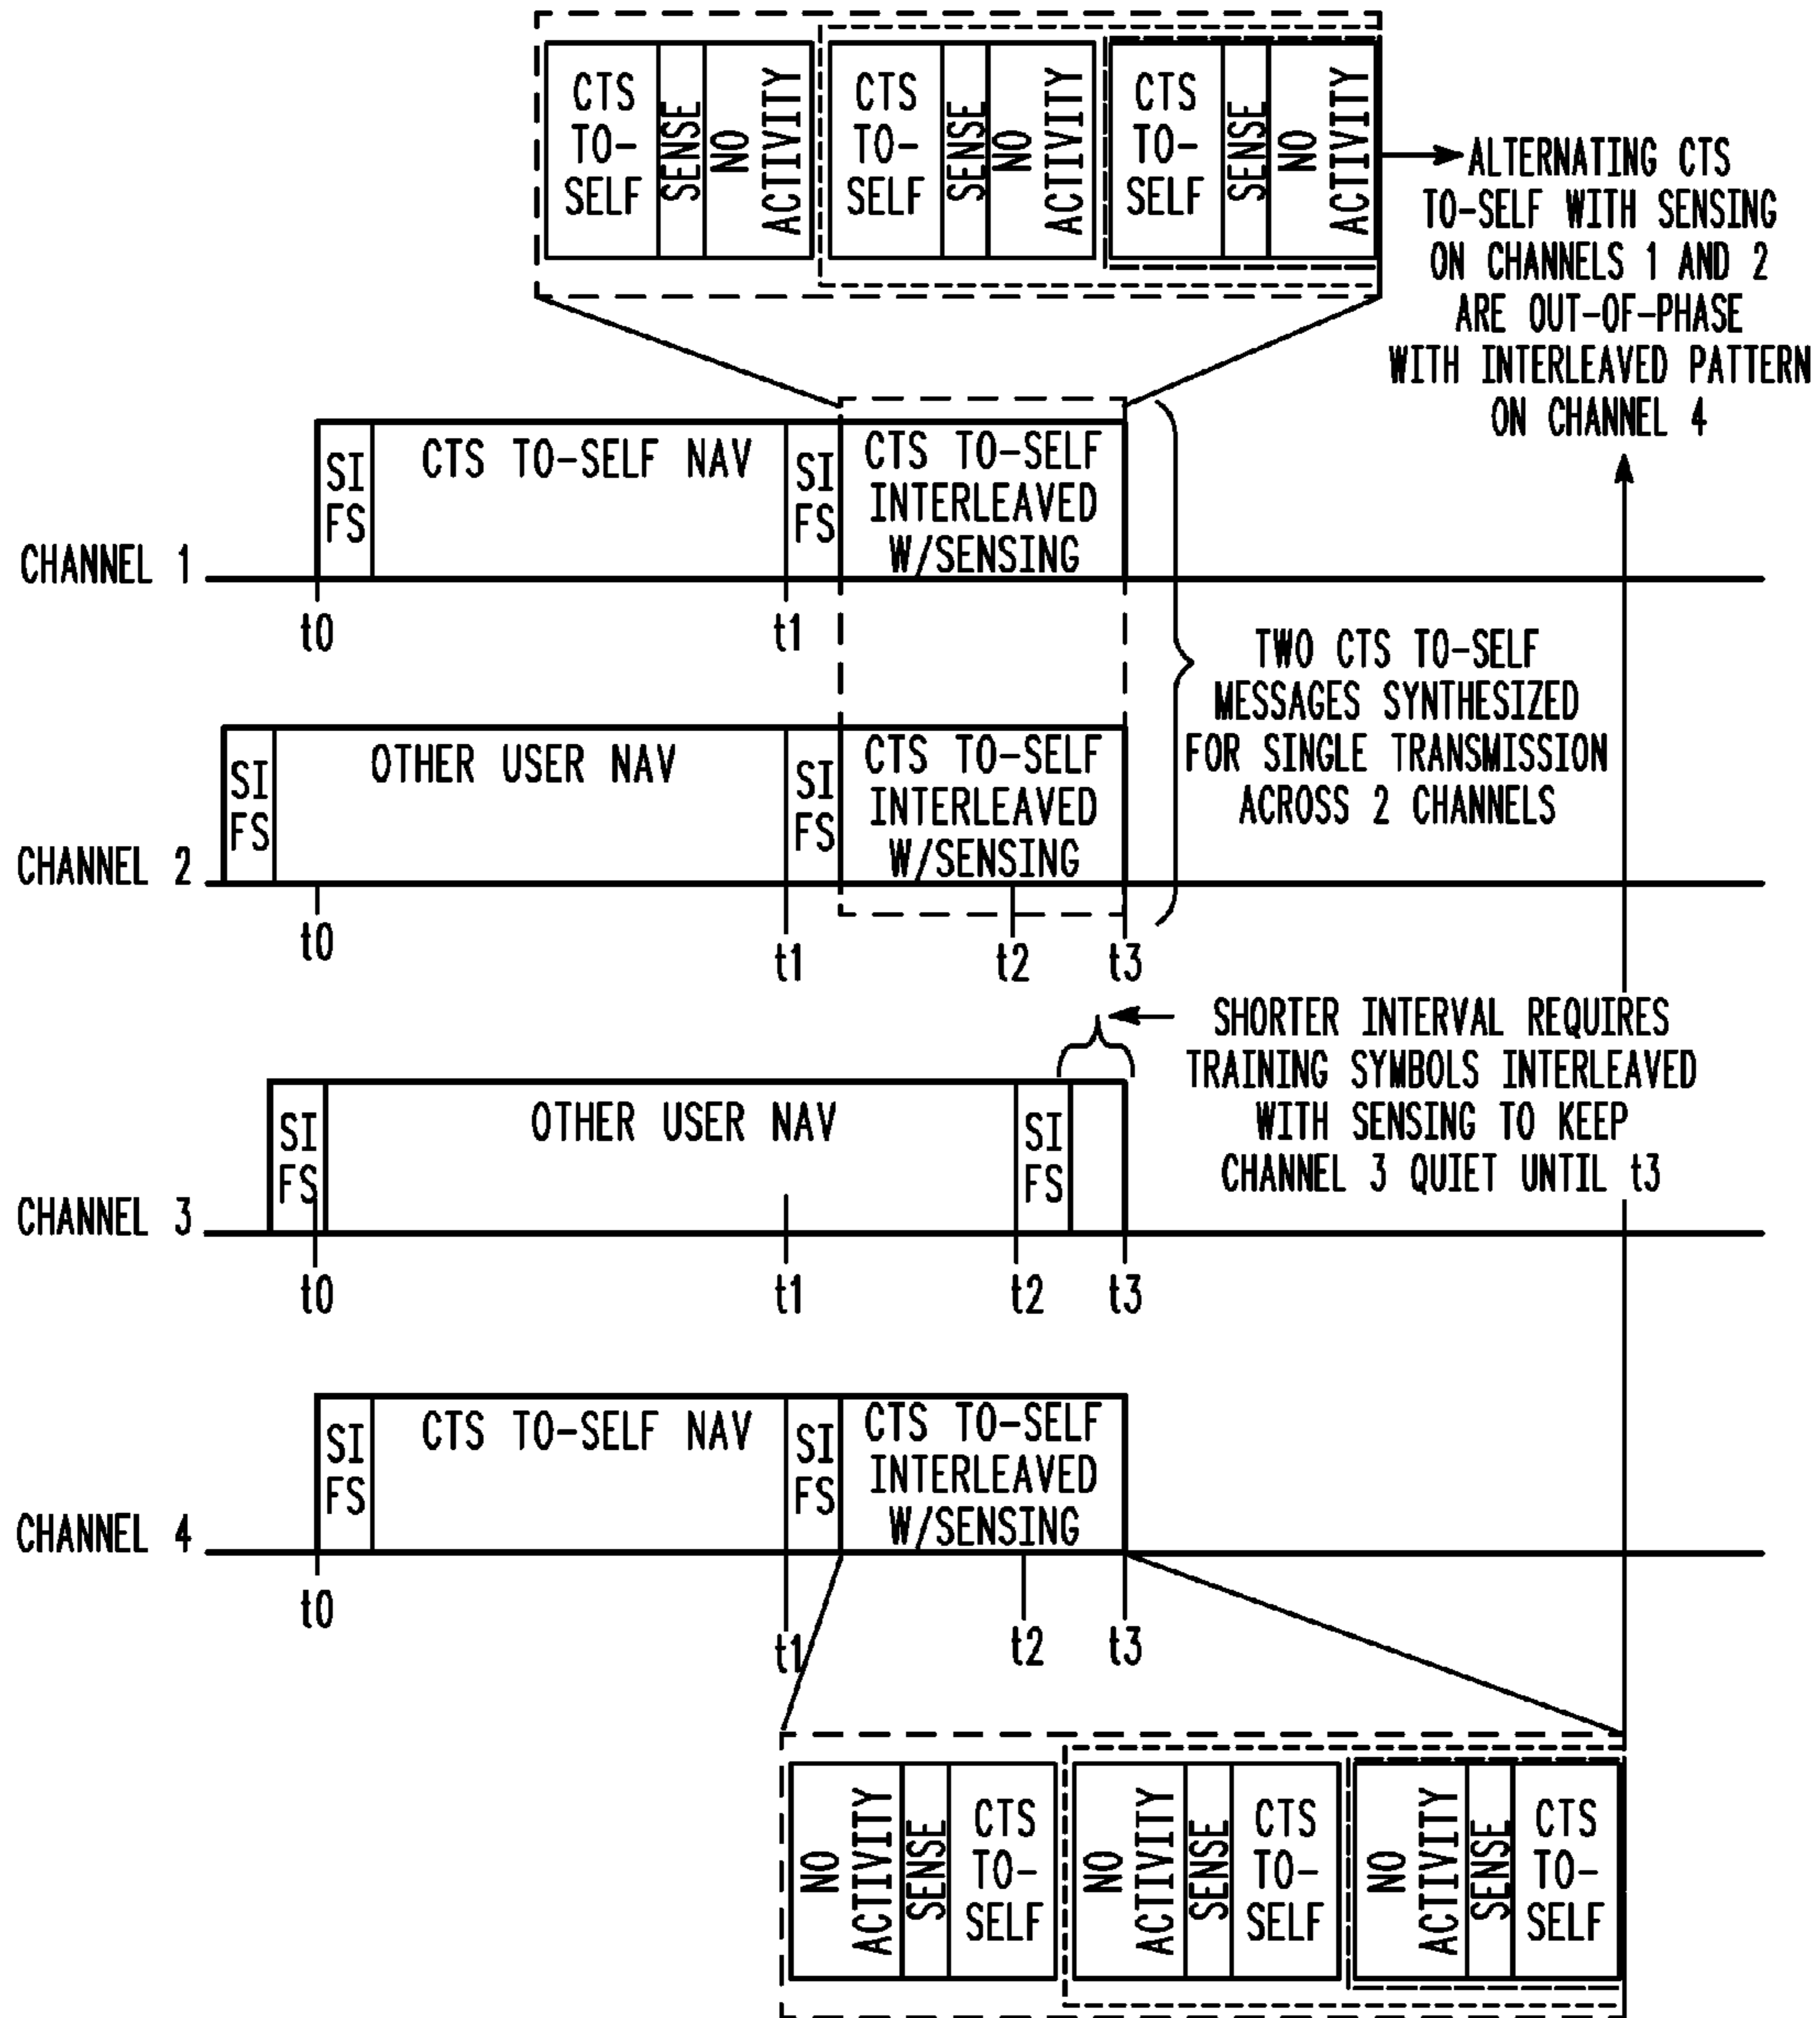 CTS
TO-
SELF
SENSE
NO
ACTIVITY
CTS
TO-
SELF
SENSE
NO
ACTIVITY
CTS
TO-
SELF
SENSE
NO
ACTIVITY
ALTERNATING CTS
TO-SELF WITH SENSING
ON CHANNELS 1 AND 2
ARE OUT-OF-PHASE
WITH INTERLEAVED PATTERN
ON CHANNEL 4
CHANNEL 1
SI
FS
CTS TO-SELF NAV
SI
FS
CTS TO-SELF
INTERLEAVED
W/SENSING
t0
t1
TWO CTS TO-SELF
MESSAGES SYNTHESIZED
FOR SINGLE TRANSMISSION
ACROSS 2 CHANNELS
CHANNEL 2
SI
FS
OTHER USER NAV
SI
FS
CTS TO-SELF
INTERLEAVED
W/SENSING
t0
t1
t2
t3
SHORTER INTERVAL REQUIRES
TRAINING SYMBOLS INTERLEAVED
WITH SENSING TO KEEP
CHANNEL 3 QUIET UNTIL t3
CHANNEL 3
SI
FS
OTHER USER NAV
SI
FS
t0
t1
t2
t3
CHANNEL 4
SI
FS
CTS TO-SELF NAV
SI
FS
CTS TO-SELF
INTERLEAVED
W/SENSING
t0
t1
t2
t3
NO
ACTIVITY
SENSE
CTS
TO-
SELF
NO
ACTIVITY
SENSE
CTS
TO-
SELF
NO
ACTIVITY
SENSE
CTS
TO-
SELF